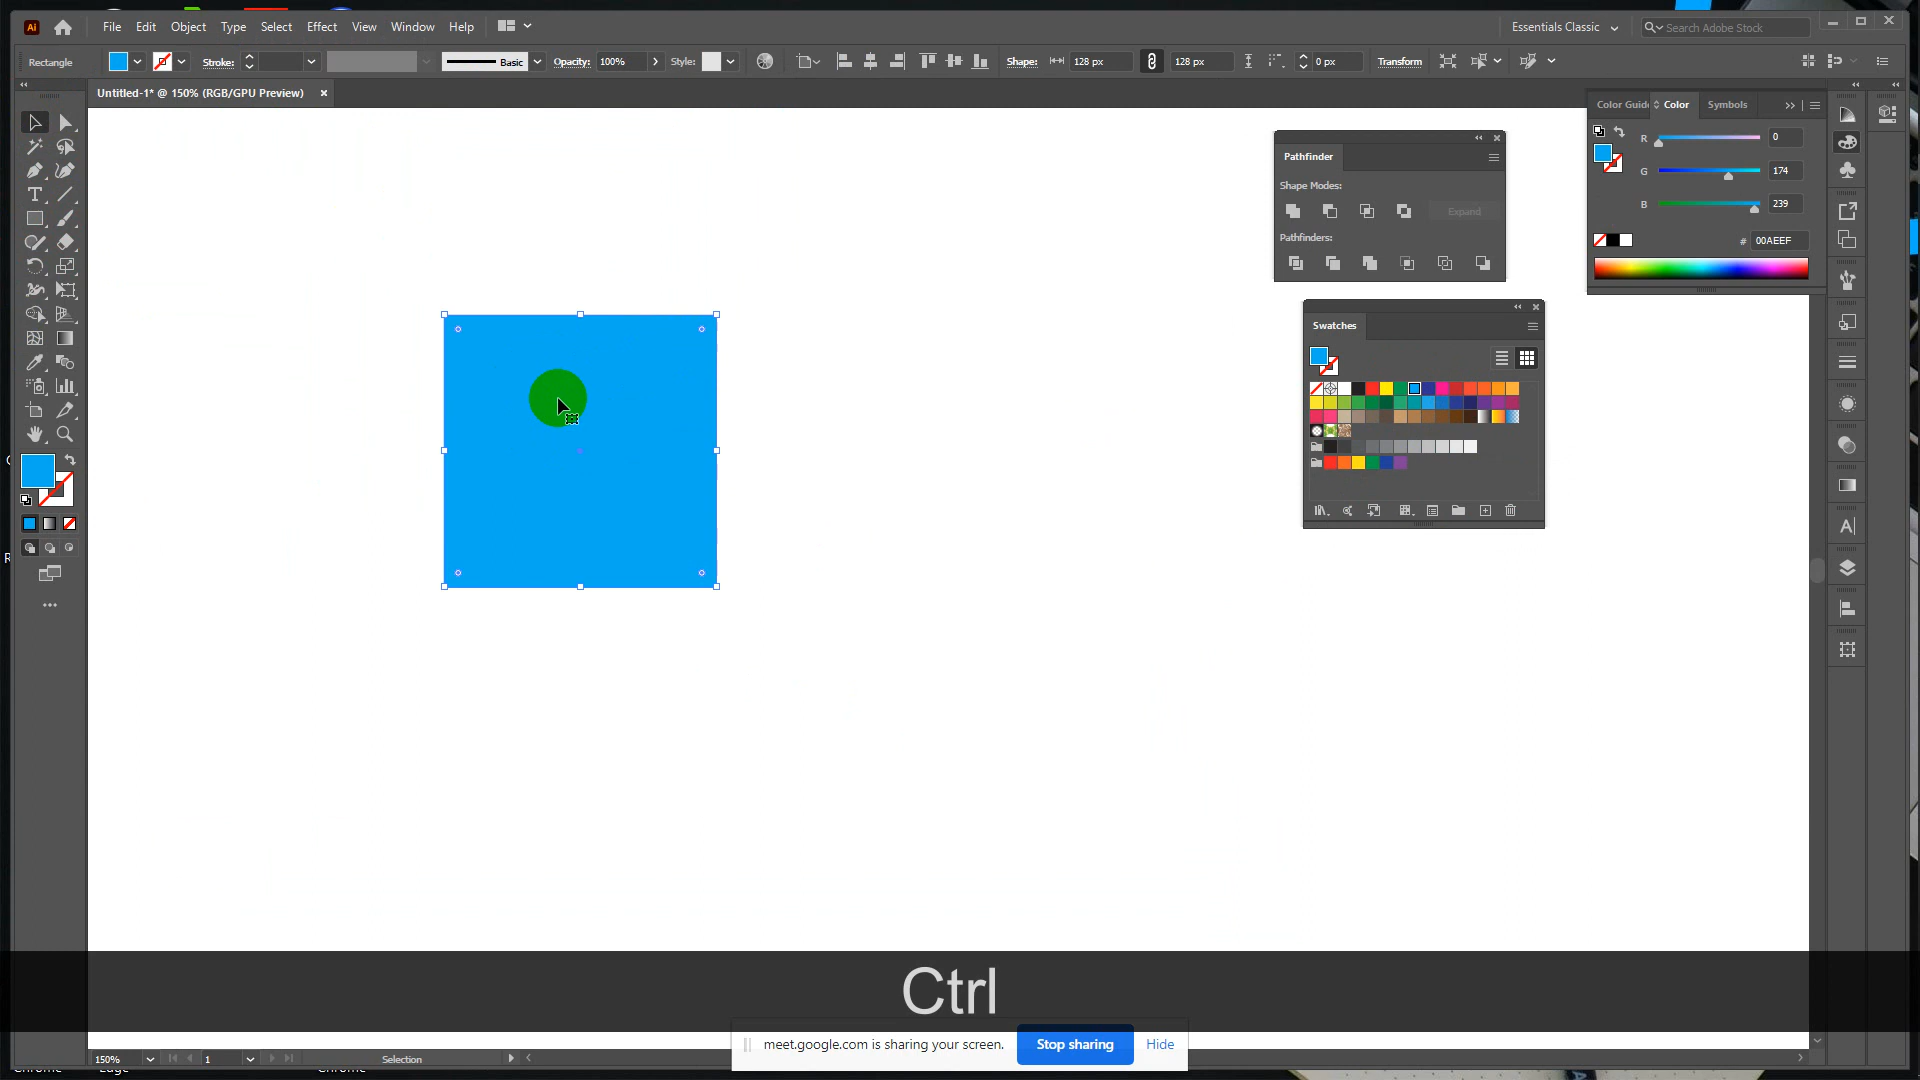 Ai File Edit Object Type Select Effect View Window Help Essentials Classic Search Adobe Stock
Rectangle Stroke: Basic Opacity: 100% Style: Shape: 128 px 128 px 0 px Transform
Untitled-1* @ 150% (RGB/GPU Preview)
Color Guid Color Symbols
R 0
Pathfinder
G 174
Shape Modes:
B 239
Expand
Pathfinders:
# 00AEEF
Swatches
Ctrl
meet.google.com is sharing your screen. Stop sharing Hide
150% 1 Selection